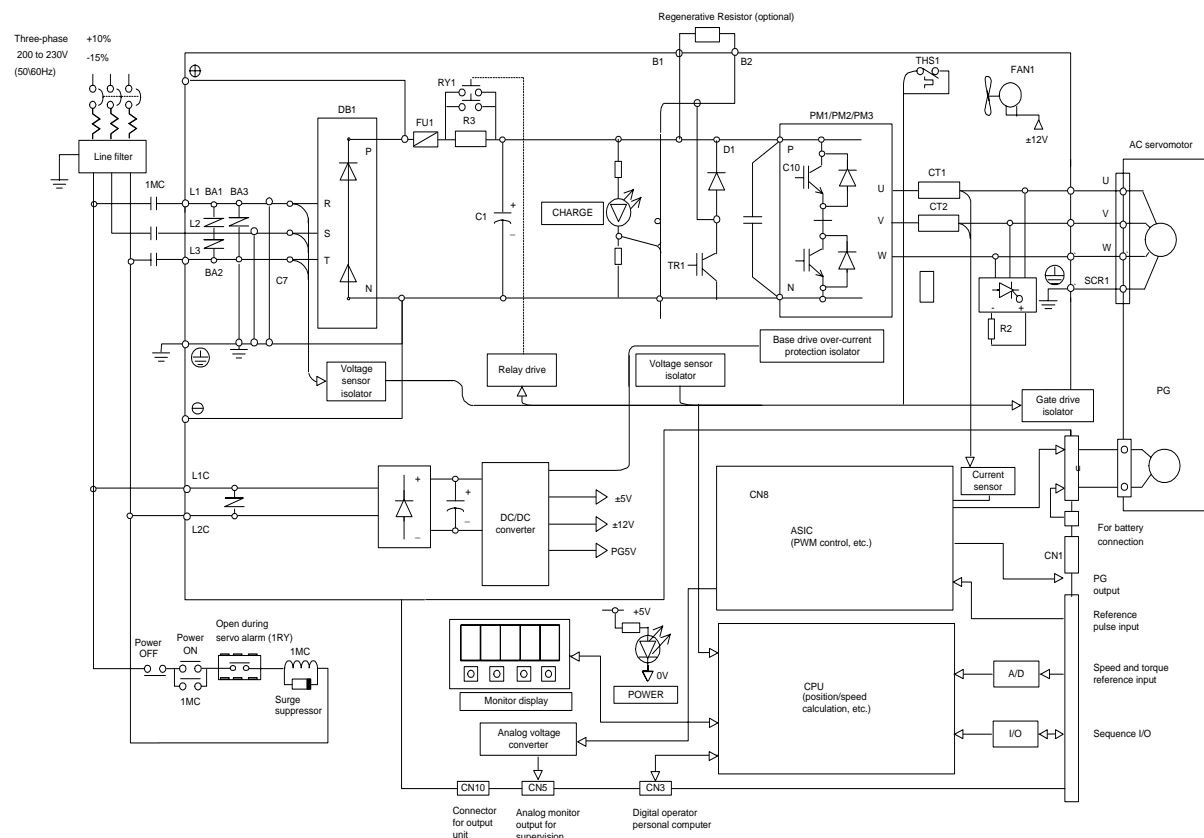 Regenerative Resistor (optional)
Three-phase +10%
200 to 230V -15%
(50\60Hz)
B1
B2
THS1
FAN1
RY1
DB1
FU1
R3
PM1/PM2/PM3
±12V
AC servomotor
Line filter
P
D1
P
C10
CT1
U
U
1MC
L1
BA1
BA3
R
C1
+
–
CHARGE
CT2
V
V
L2
S
L3
T
TR1
W
W
BA2
C7
N
N
SCR1
-
+
R2
Voltage
sensor
isolator
Relay drive
Voltage sensor
isolator
Base drive over-current
protection isolator
Gate drive
isolator
PG
L1C
L2C
+
–
+
–
DC/DC
converter
±5V
±12V
PG5V
CN8
ASIC
(PWM control, etc.)
Current
sensor
u
For battery
connection
CN1
PG
output
Reference
pulse input
Power
OFF
Power
ON
Open during
servo alarm (1RY)
1MC
1MC
Surge
suppressor
+5V
0V
POWER
Monitor display
Analog voltage
converter
CPU
(position/speed
calculation, etc.)
A/D
Speed and torque
reference input
I/O
Sequence I/O
CN10
CN5
CN3
Connector
for output
unit
Analog monitor
output for
supervision
Digital operator
personal computer